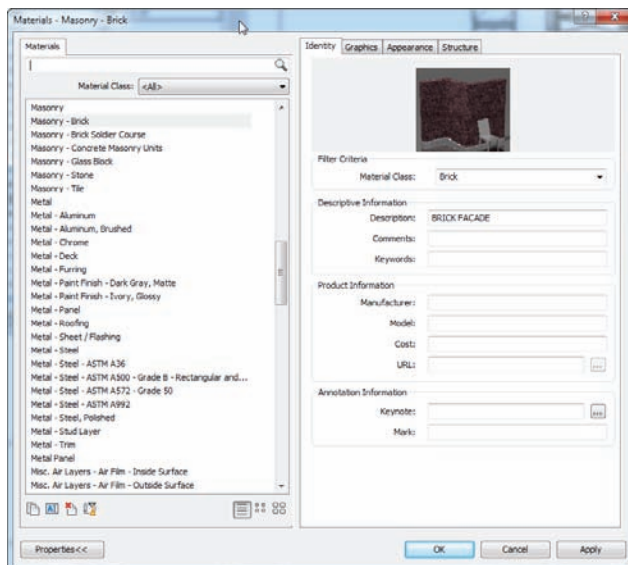 Materials - Masonry - Brick
Materials
Material Class: <All>
Masonry
Masonry - Brick
Masonry - Brick Soldier Course
Masonry - Concrete Masonry Units
Masonry - Glass Block
Masonry - Stone
Masonry - Tile
Metal
Metal - Aluminum
Metal - Aluminum, Brushed
Metal - Chrome
Metal - Deck
Metal - Furring
Metal - Paint Finish - Dark Gray, Matte
Metal - Paint Finish - Ivory, Glossy
Metal - Panel
Metal - Roofing
Metal - Sheet / Flashing
Metal - Steel
Metal - Steel - ASTM A36
Metal - Steel - ASTM A500 - Grade B - Rectangular and...
Metal - Steel - ASTM A572 - Grade 50
Metal - Steel - ASTM A992
Metal - Steel, Polished
Metal - Stud Layer
Metal - Trim
Metal Panel
Misc. Air Layers - Air Film - Inside Surface
Misc. Air Layers - Air Film - Outside Surface
Properties<<
Identity Graphics Appearance Structure
Filter Criteria
Material Class: Brick
Descriptive Information
Description: BRICK FACADE
Comments:
Keywords:
Product Information
Manufacturer:
Model:
Cost:
URL: ...
Annotation Information
Keynote: ...
Mark:
OK Cancel Apply